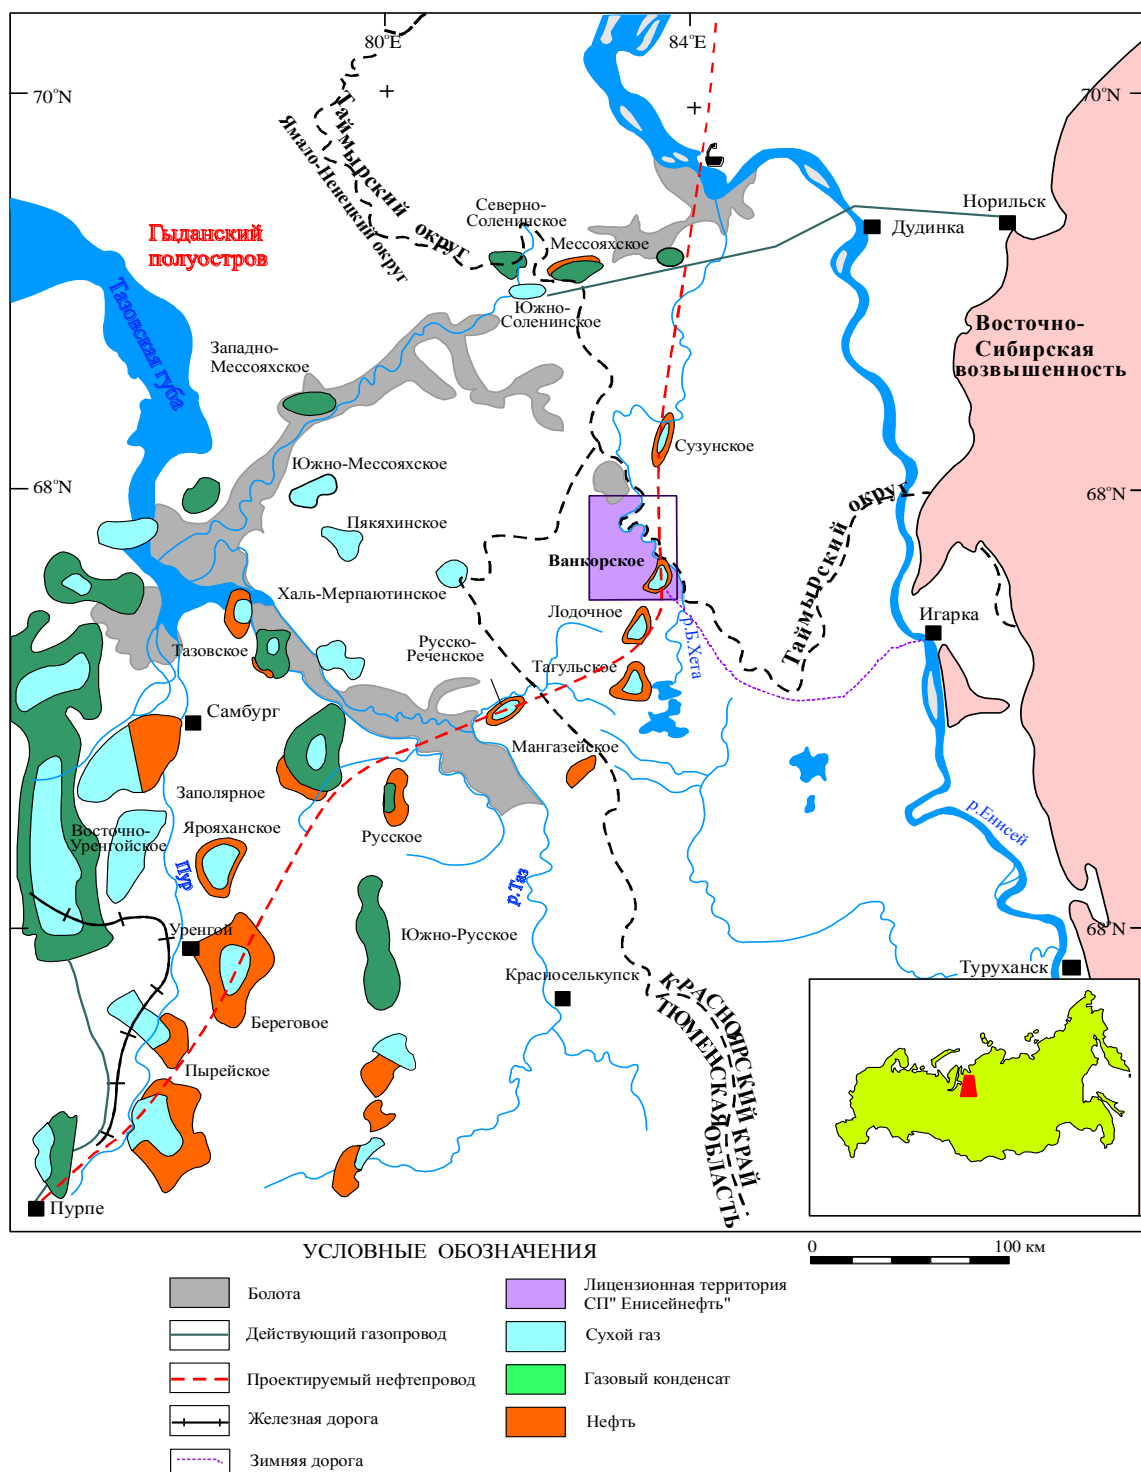 80°E
84°E
70°N
70°N
Таймырский округ
Ямало-Ненецкий округ
Северно-
Соленинское
Мессояхское
Норильск
Дудинка
Гыданский
полуостров
Тазовская губа
Южно-
Соленинское
Восточно-
Сибирская
возвышенность
Западно-
Мессояхское
Сузунское
Южно-Мессояхское
68°N
68°N
Пякяхинское
Таймырский округ
Ванкорское
Халь-Мерпаютинское
Лодочное
Игарка
р.Б.Хета
Тазовское
Русско-
Реченское
Тагульское
Самбург
Мангазейское
Заполярное
р.Енисей
Восточно-
Уренгойское
Ярояханское
Русское
Пур
р.Таз
Уренгой
Южно-Русское
68°N
Туруханск
Красноселькупск
КРАСНОЯРСКИЙ КРАЙ
ТЮМЕНСКАЯ ОБЛАСТЬ
Береговое
Пырейское
Пурпе
УСЛОВНЫЕ ОБОЗНАЧЕНИЯ
0
100 км
Болота
Действующий газопровод
Проектируемый нефтепровод
Железная дорога
Зимняя дорога
Лицензионная территория
СП" Енисейнефть"
Сухой газ
Газовый конденсат
Нефть